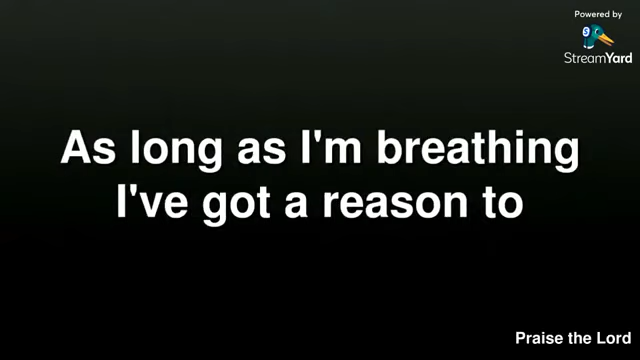 Powered by
StreamYard
As long as I'm breathing
I've got a reason to
Praise the Lord